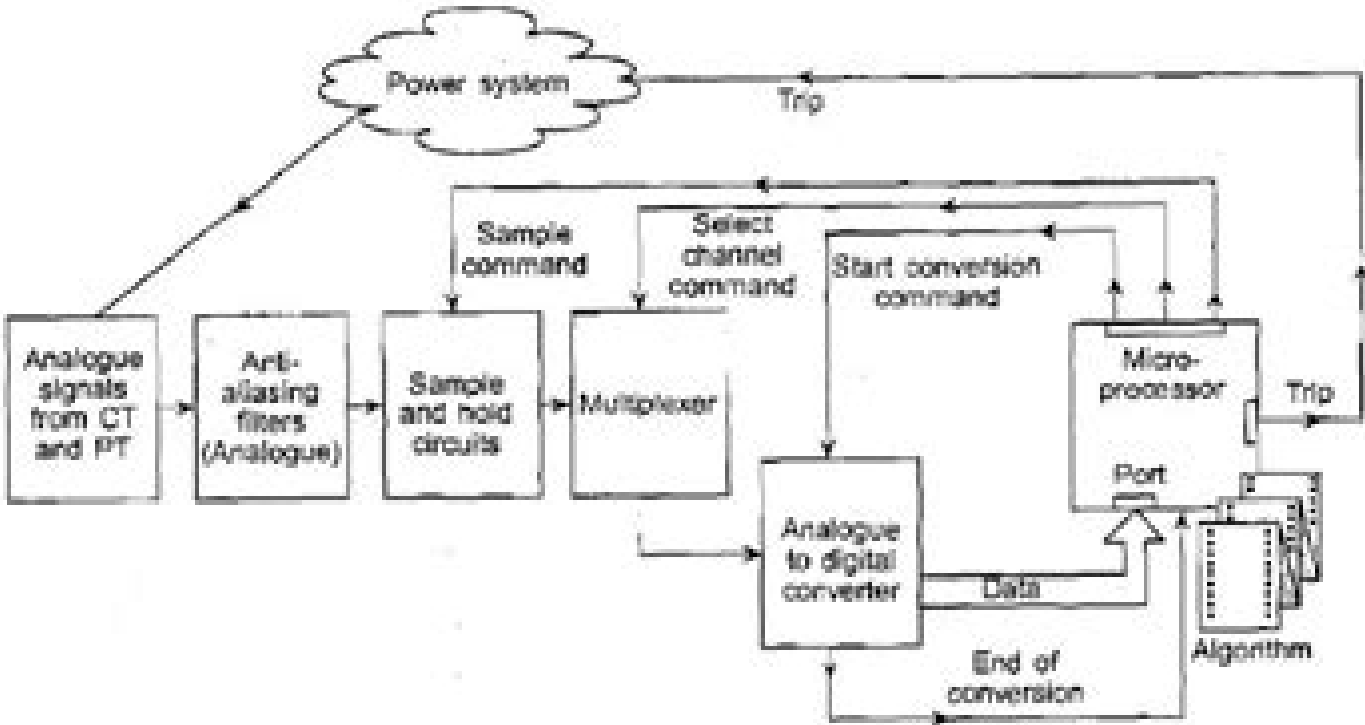 Power system
Trip
Sample
command
Select
channel
command
Start conversion
command
Analogue
signals
from CT
and PT
Anti-
aliasing
filters
(Analogue)
Sample
and hold
circuits
Multiplexer
Micro-
processor
Trip
Port
Analogue
to digital
converter
Data
Algorithm
End of
conversion